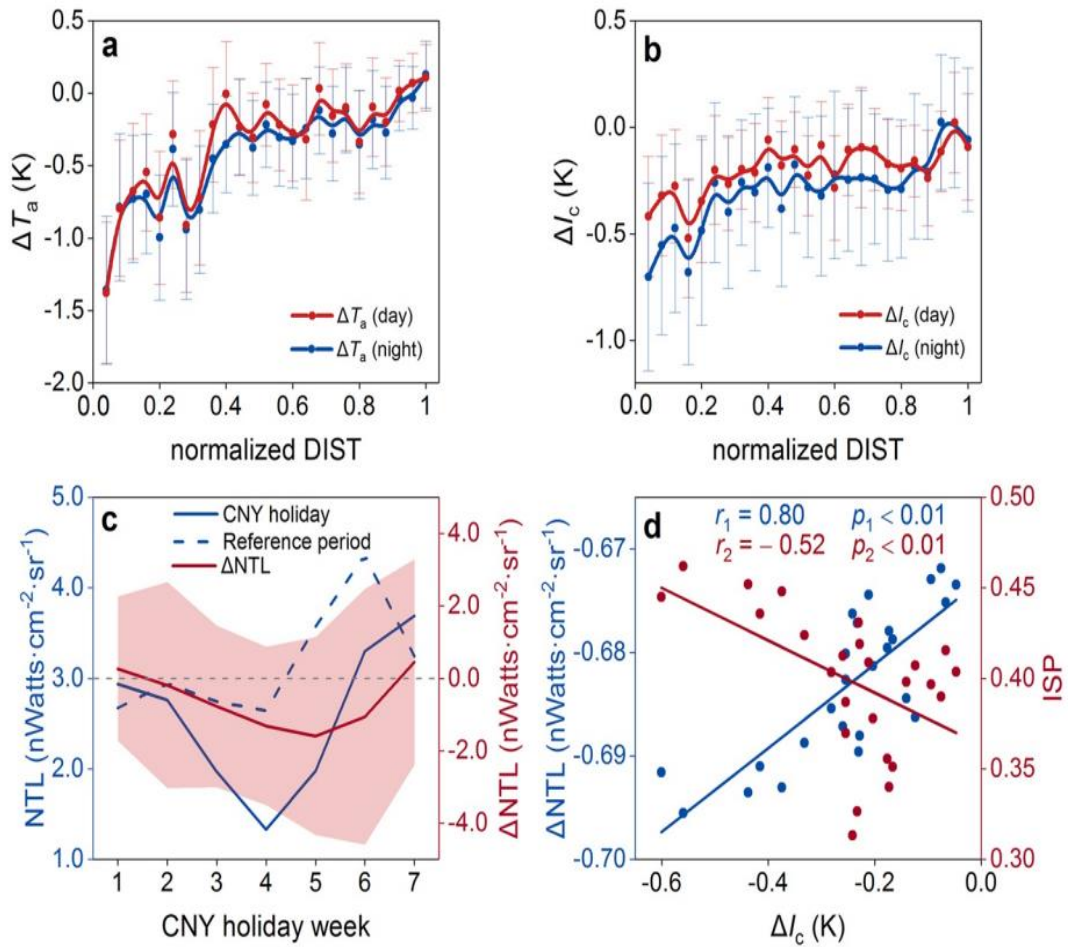 a
0.5
0.0
-0.5
-1.0
-1.5
-2.0
ΔTa (K)
ΔTa (day)
ΔTa (night)
0.0 0.2 0.4 0.6 0.8 1
normalized DIST
b
0.5
0.0
-0.5
-1.0
ΔIc (K)
ΔIc (day)
ΔIc (night)
0.0 0.2 0.4 0.6 0.8 1
normalized DIST
c
5.0
4.0
3.0
2.0
1.0
NTL (nWatts·cm-2·sr-1)
CNY holiday
Reference period
ΔNTL
4.0
2.0
0.0
-2.0
-4.0
ΔNTL (nWatts·cm-2·sr-1)
1 2 3 4 5 6 7
CNY holiday week
d
r1 = 0.80 p1 < 0.01
r2 = – 0.52 p2 < 0.01
-0.67
-0.68
-0.69
-0.70
ΔNTL (nWatts·cm-2·sr-1)
0.50
0.45
0.40
0.35
0.30
ISP
-0.6 -0.4 -0.2 0.0
ΔIc (K)